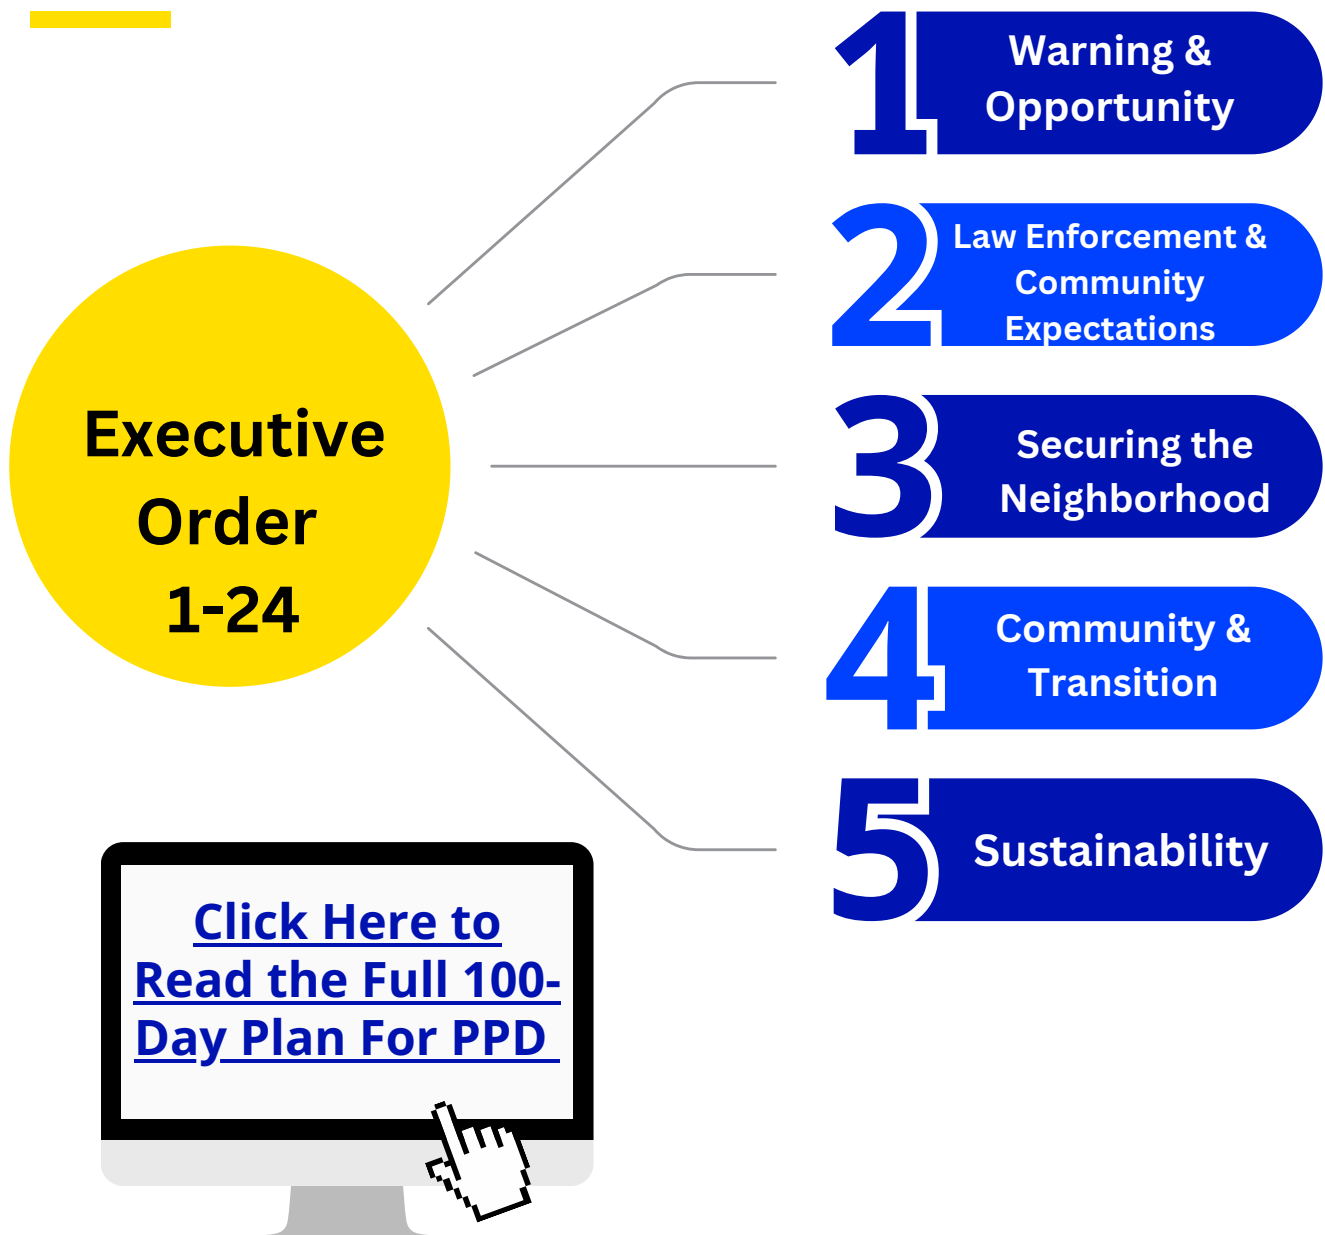 Executive
Order
1-24
1
Warning &
Opportunity
2
Law Enforcement &
Community
Expectations
3
Securing the
Neighborhood
4
Community &
Transition
5
Sustainability
Click Here to
Read the Full 100-
Day Plan For PPD